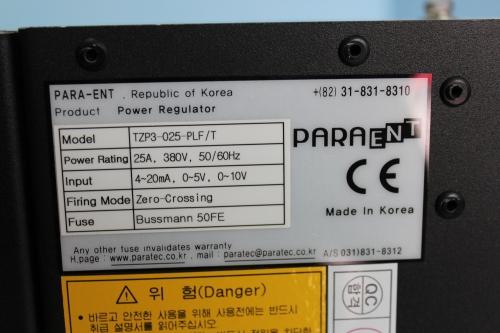 PARA-ENT . Republic of Korea +(82) 31-831-8310
Product Power Regulator
Model TZP3-025-PLF/T
Power Rating 25A, 380V, 50/60Hz
Input 4~20mA, 0~5V, 0~10V
Firing Mode Zero-Crossing
Fuse Bussmann 50FE
PARAENT
CE
Made In Korea
Any other fuse invalidates warranty
H.page : www.paratec.co.kr , mail : paratec@paratec.co.kr A/S 031)831-8312
위 험(Danger)
• 바르고 안전한 사용을 위해 사용전에는 반드시
취급 설명서를 읽어 주십시오
QC
합격